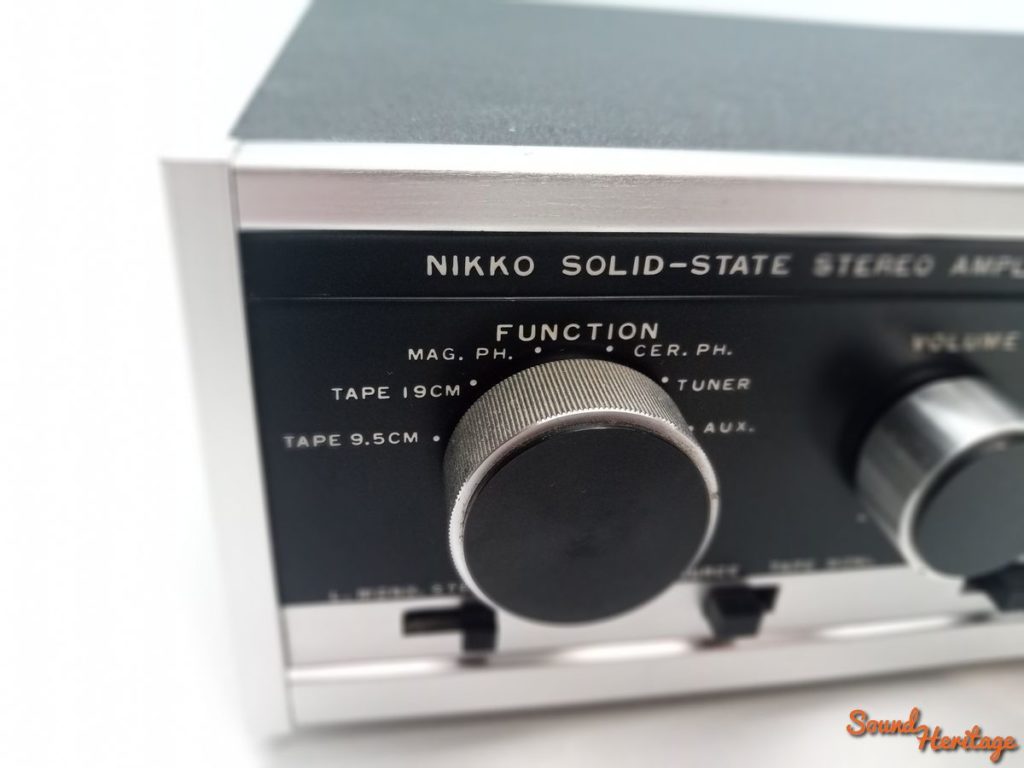 NIKKO SOLID-STATE STEREO
FUNCTION
VOLUME
MAG. PH.
CER. PH.
TAPE 19CM
TUNER
TAPE 9.5CM
AUX.
Sound
Heritage